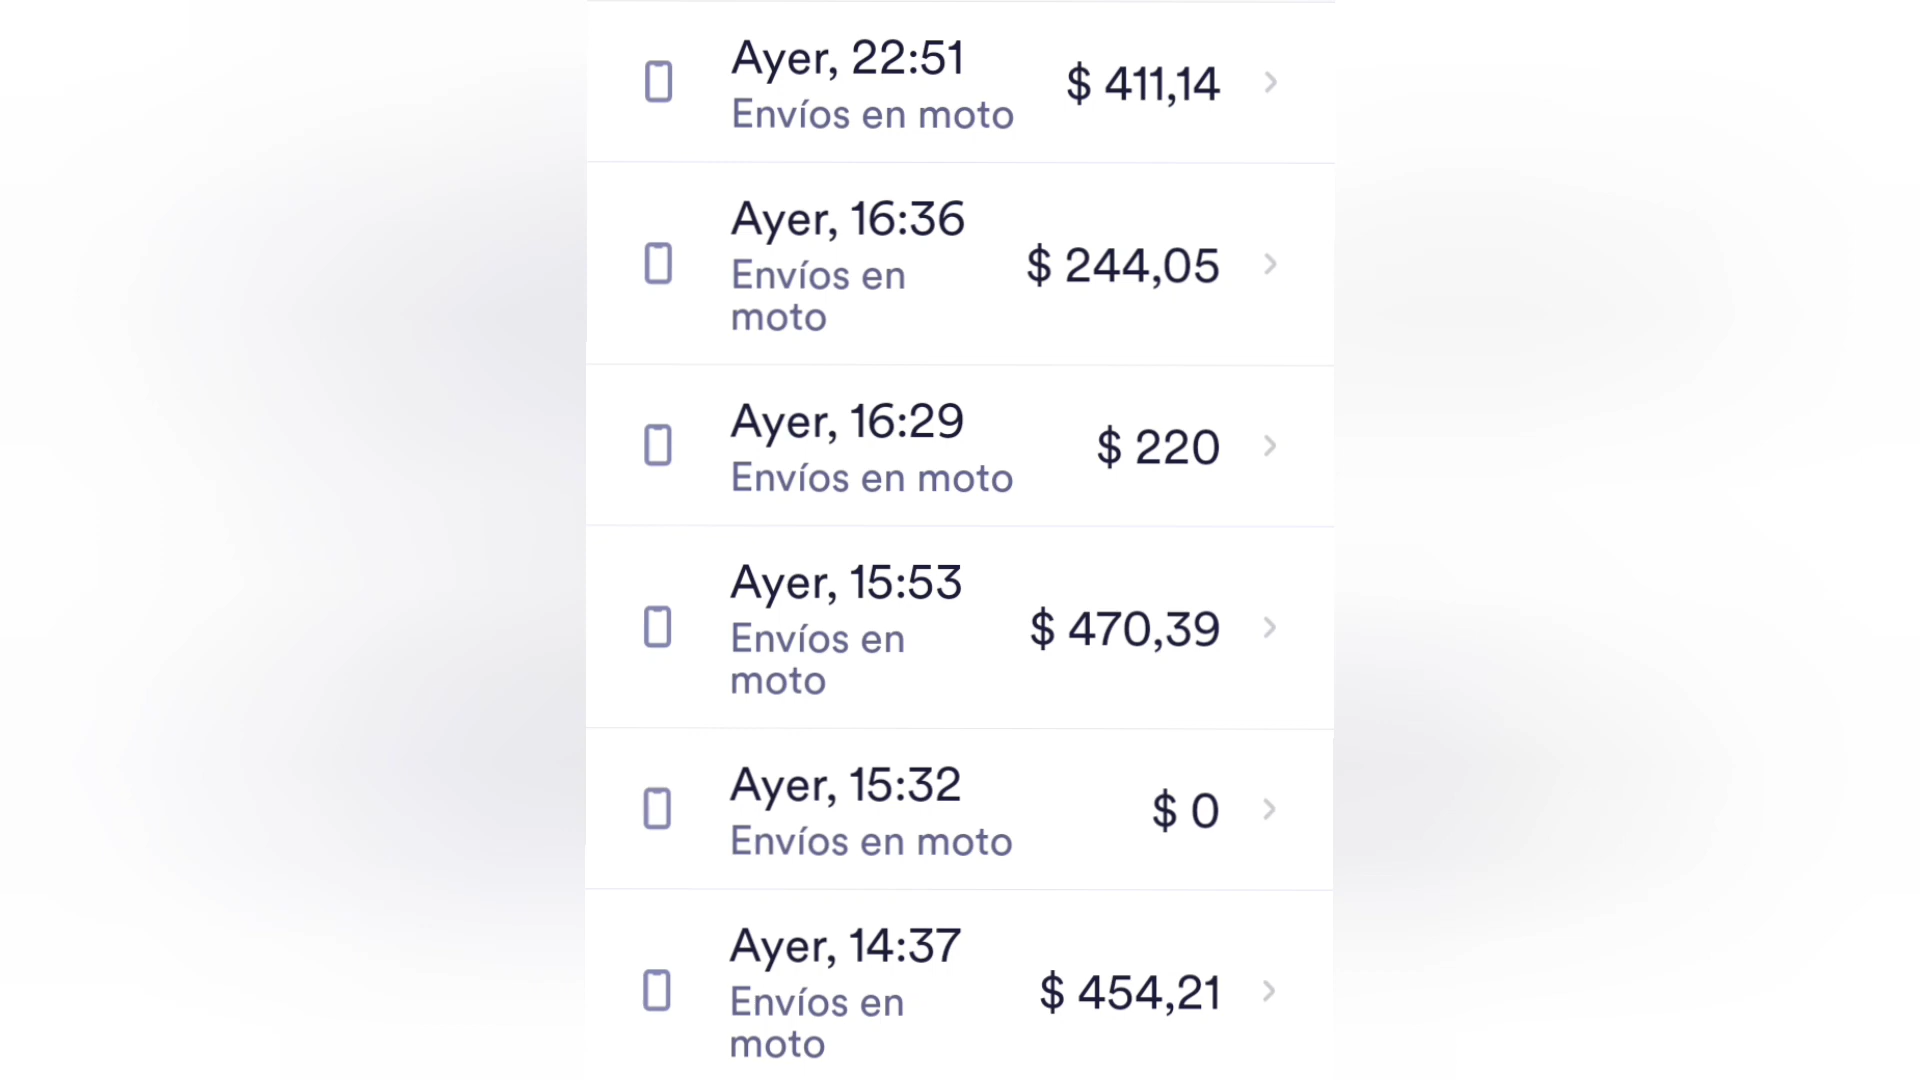 Ayer, 22:51
Envíos en moto
$ 411,14
Ayer, 16:36
Envíos en
moto
$ 244,05
Ayer, 16:29
Envíos en moto
$ 220
Ayer, 15:53
Envíos en
moto
$ 470,39
Ayer, 15:32
Envíos en moto
$ 0
Ayer, 14:37
Envíos en
moto
$ 454,21